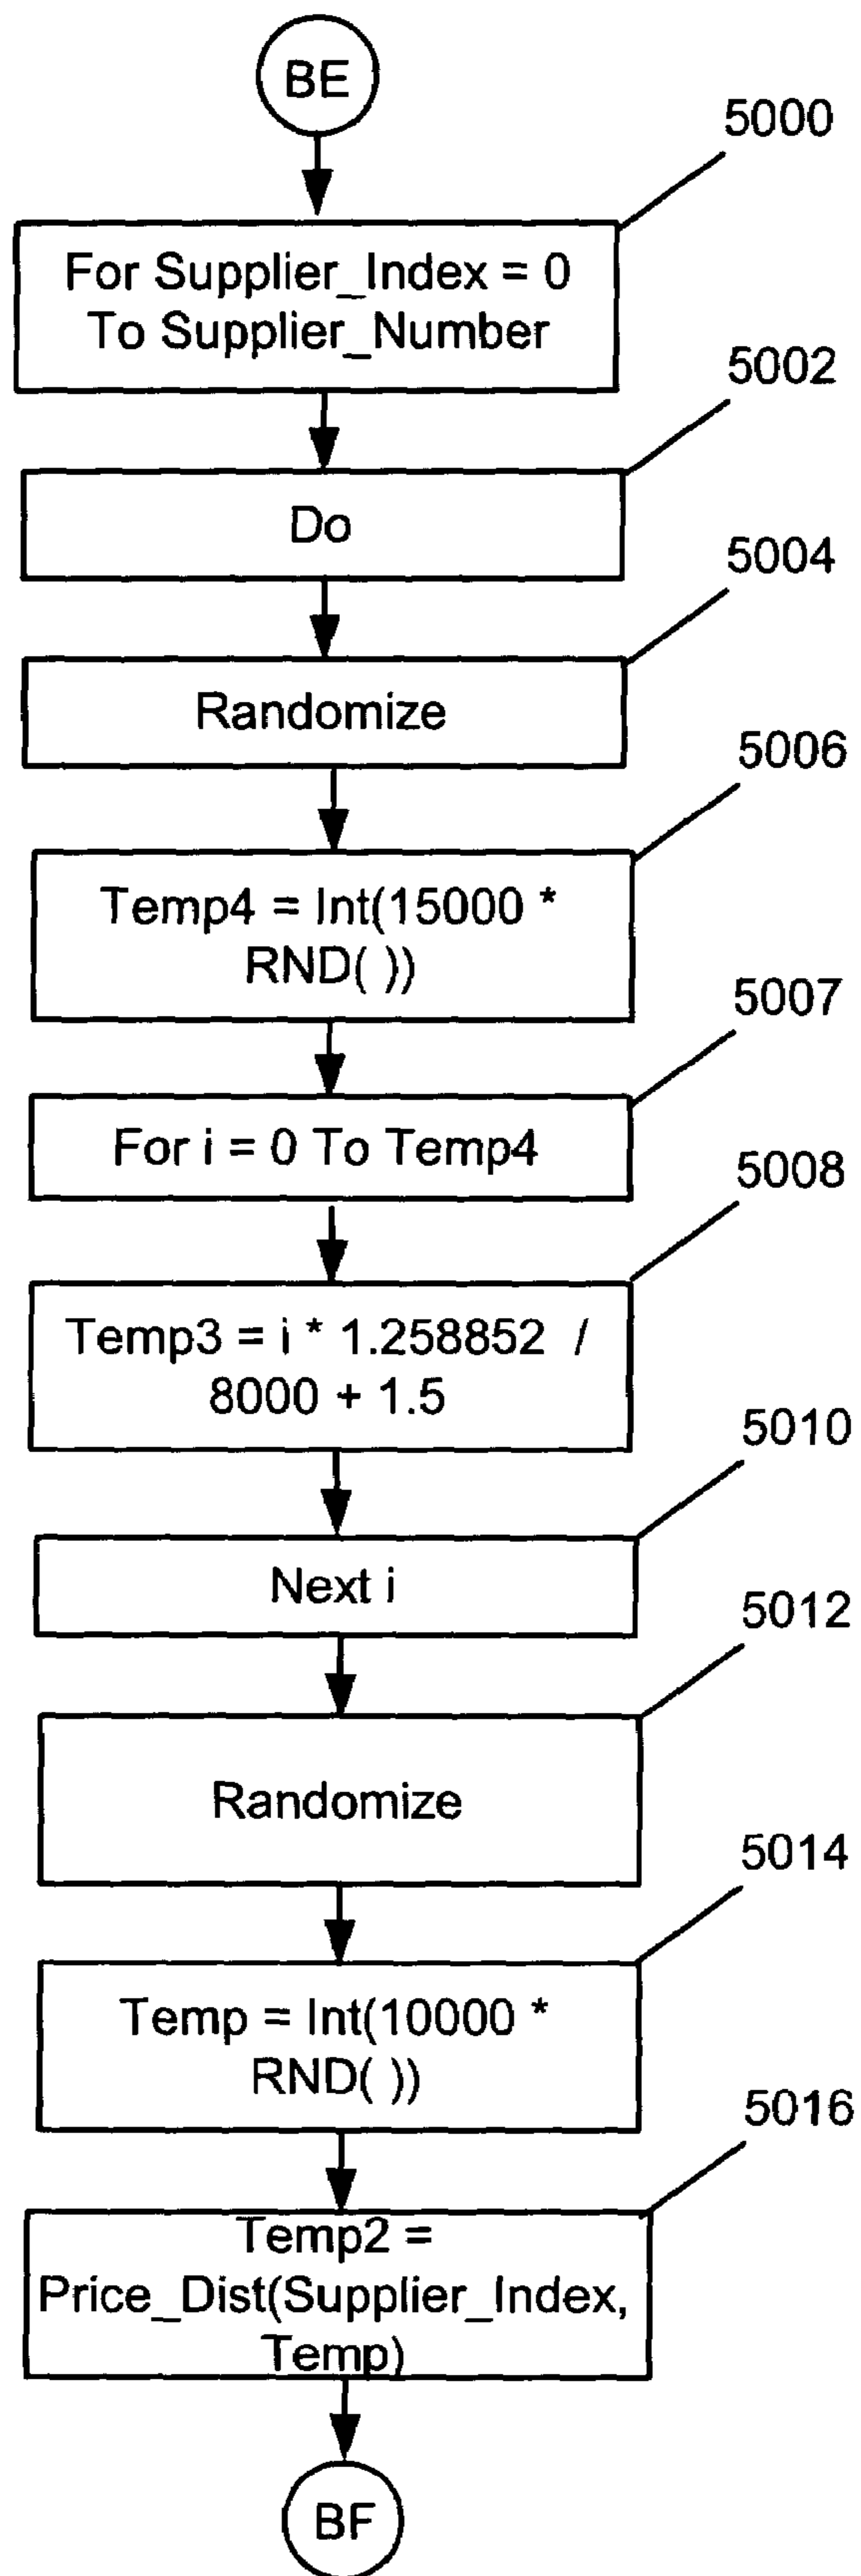 BE
5000
For Supplier_Index = 0
To Supplier_Number
5002
Do
5004
Randomize
5006
Temp4 = Int(15000 *
RND( ))
5007
For i = 0 To Temp4
5008
Temp3 = i * 1.258852 /
8000 + 1.5
5010
Next i
5012
Randomize
5014
Temp = Int(10000 *
RND( ))
5016
Temp2 =
Price_Dist(Supplier_Index,
Temp)
BF